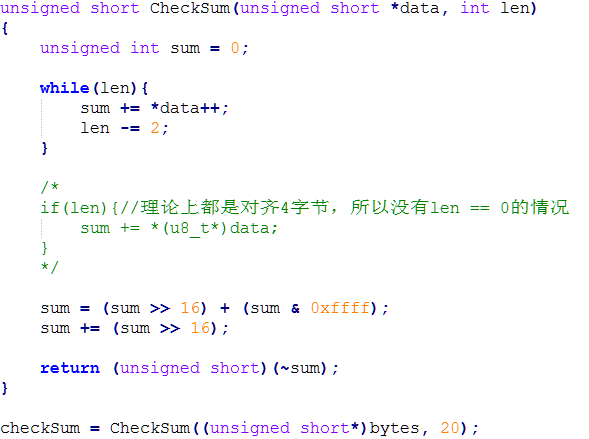 unsigned short CheckSum(unsigned short *data, int len)
{
    unsigned int sum = 0;

    while(len){
        sum += *data++;
        len -= 2;
    }

    /*
    if(len){//理论上都是对齐4字节，所以没有len == 0的情况
        sum += *(u8_t*)data;
    }
    */

    sum = (sum >> 16) + (sum & 0xffff);
    sum += (sum >> 16);

    return (unsigned short)(~sum);
}

checkSum = CheckSum((unsigned short*)bytes, 20);